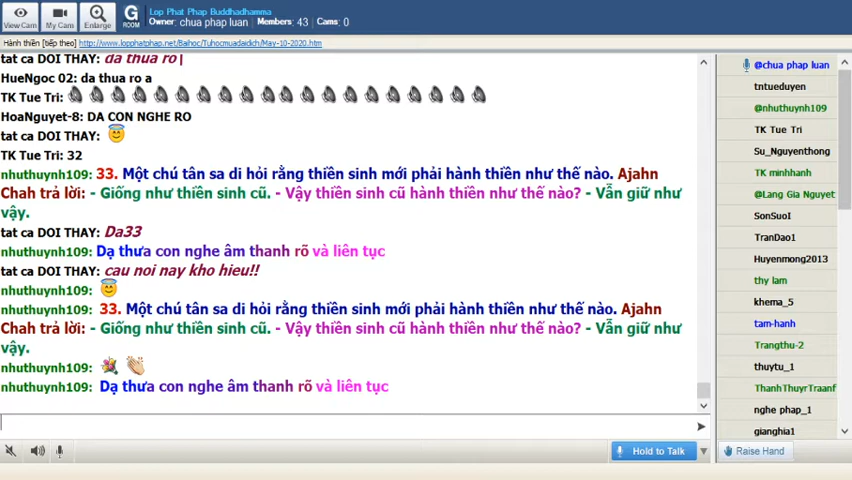 View Cam
My Cam
Enlarge
G
ROOM
Lop Phat Phap Buddhadhamma
Owner: chua phap luan Members: 43 Cams: 0
Hành thiền [tiếp theo] http://www.lopphatphap.net/Baihoc/Tuhocmuadaidich/May-10-2020.htm
tat ca DOI THAY: da thua ro |
HueNgoc 02: da thua ro a
TK Tue Tri:
HoaNguyet-8: DA CON NGHE RO
tat ca DOI THAY:
TK Tue Tri: 32
nhuthuynh109: 33. Một chú tân sa di hỏi rằng thiền sinh mới phải hành thiền như thế nào. Ajahn
Chah trả lời: - Giống như thiền sinh cũ. - Vậy thiền sinh cũ hành thiền như thế nào? - Vẫn giữ như
vậy.
tat ca DOI THAY: Da33
nhuthuynh109: Dạ thưa con nghe âm thanh rõ và liên tục
tat ca DOI THAY: cau noi nay kho hieu!!
nhuthuynh109:
nhuthuynh109: 33. Một chú tân sa di hỏi rằng thiền sinh mới phải hành thiền như thế nào. Ajahn
Chah trả lời: - Giống như thiền sinh cũ. - Vậy thiền sinh cũ hành thiền như thế nào? - Vẫn giữ như
vậy.
nhuthuynh109:
nhuthuynh109: Dạ thưa con nghe âm thanh rõ và liên tục
Hold to Talk
@chua phap luan
tntueduyen
@nhuthuynh109
TK Tue Tri
Su_Nguyenthong
TK minhhanh
@Lang Gia Nguyet
SonSuoI
TranDao1
Huyenmong2013
thy lam
khema_5
tam-hanh
Trangthu-2
thuytu_1
ThanhThuyrTraanf
nghe phap_1
gianghia1
Raise Hand